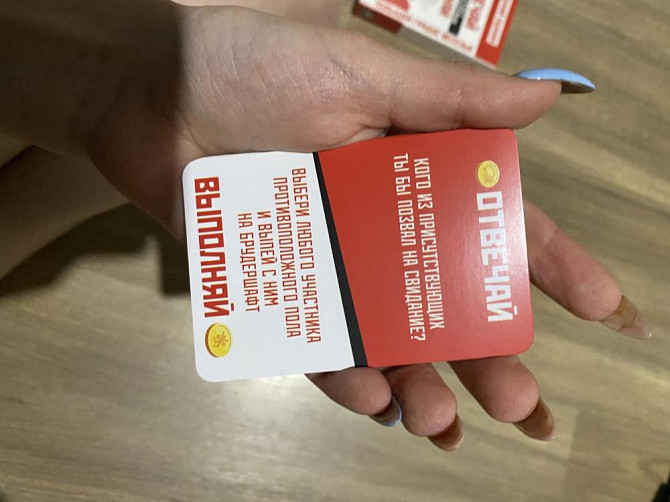 ОТВЕЧАЙ
КОГО ИЗ ПРИСУТСТВУЮЩИХ
ТЫ БЫ ПОЗВАЛ НА СВИДАНИЕ?
ВЫБЕРИ ЛЮБОГО УЧАСТНИКА
ПРОТИВОПОЛОЖНОГО ПОЛА
И ВЫПЕЙ С НИМ
НА БРУДЕРШАФТ
ВЫПОЛНЯЙ